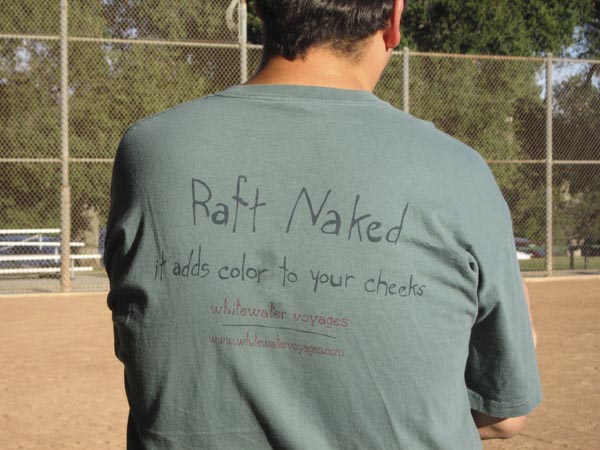 Raft Naked
it adds color to your cheeks
whitewater voyages
www.whitewatervoyages.com